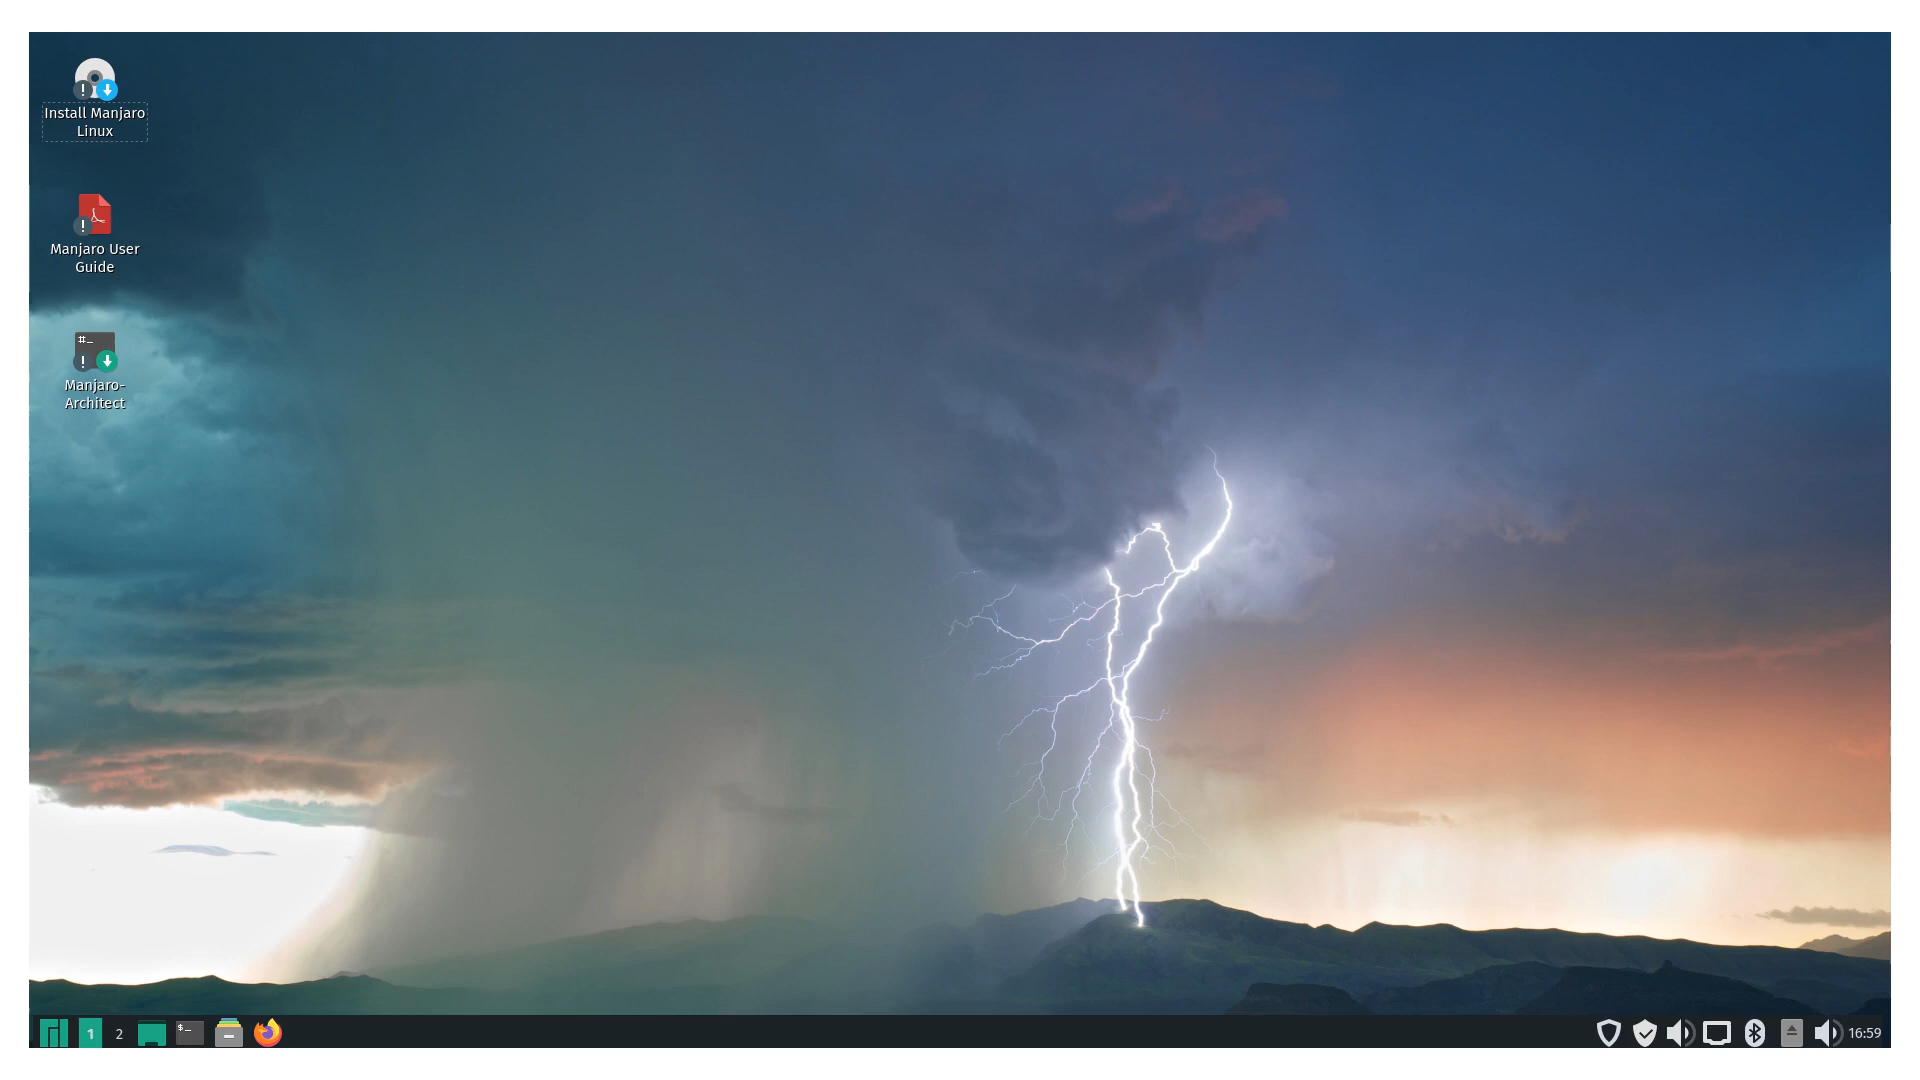 Install Manjaro
Linux
Manjaro User
Guide
#_
Manjaro-
Architect
1
2
$_
16:59